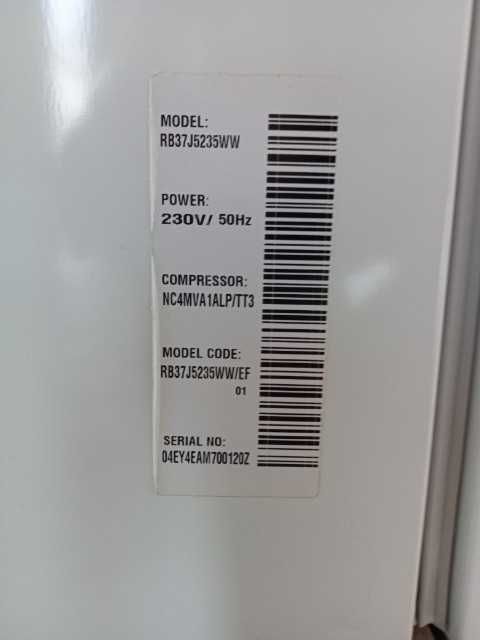 MODEL:
RB37J5235WW
POWER:
230V/ 50Hz
COMPRESSOR:
NC4MVA1ALP/TT3
MODEL CODE:
RB37J5235WW/EF
01
SERIAL NO:
04EY4EAM700120Z